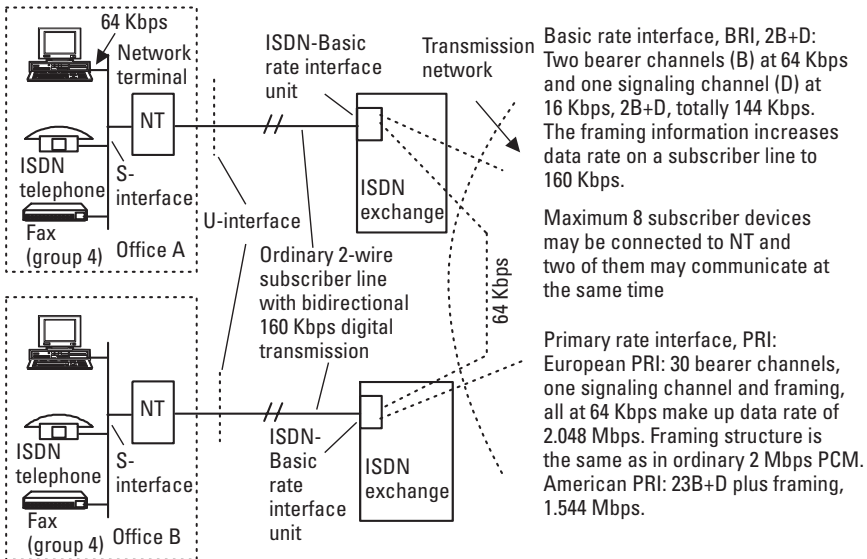 64 Kbps
Network
terminal
NT
ISDN
telephone
S-
interface
Fax
(group 4)
Office A
ISDN-Basic
rate interface
unit
ISDN
exchange
Transmission
network
U-interface
Ordinary 2-wire
subscriber line
with bidirectional
160 Kbps digital
transmission
64 Kbps
NT
ISDN
telephone
S-
interface
Fax
(group 4)
Office B
ISDN-
Basic
rate
interface
unit
ISDN
exchange
Basic rate interface, BRI, 2B+D:
Two bearer channels (B) at 64 Kbps
and one signaling channel (D) at
16 Kbps, 2B+D, totally 144 Kbps.
The framing information increases
data rate on a subscriber line to
160 Kbps.
Maximum 8 subscriber devices
may be connected to NT and
two of them may communicate at
the same time
Primary rate interface, PRI:
European PRI: 30 bearer channels,
one signaling channel and framing,
all at 64 Kbps make up data rate of
2.048 Mbps. Framing structure is
the same as in ordinary 2 Mbps PCM.
American PRI: 23B+D plus framing,
1.544 Mbps.